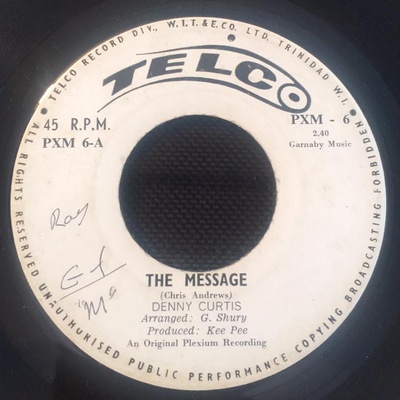 TELCO RECORD DIV., W.I.T. & E. CO. LTD., TRINIDAD W.I.
ALL RIGHTS RESERVED UNAUTHORISED PUBLIC PERFORMANCE COPYING BROADCASTING FORBIDDEN
TELCO
45 R.P.M.
PXM 6-A
PXM - 6
2.40
Garnaby Music
Ray
"M"
THE MESSAGE
(Chris Andrews)
DENNY CURTIS
Arranged: G. Shury
Produced: Kee Pee
An Original Plexium Recording